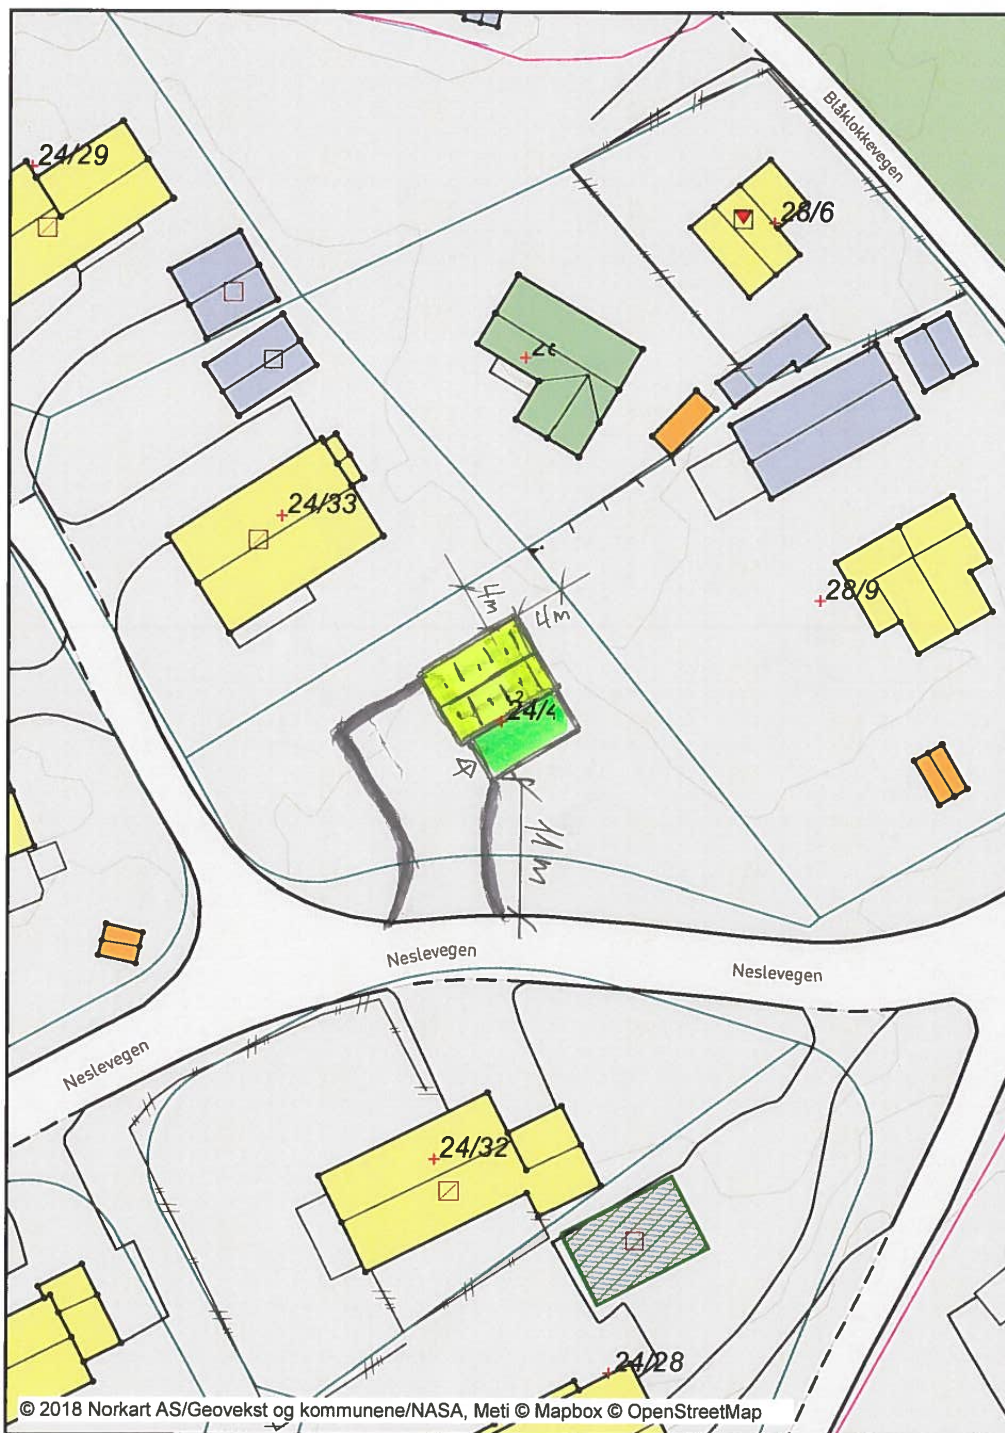 Blåklokkevegen
24/29
28/6
24/33
4m
4m
28/9
24/4
11m
Neslevegen
Neslevegen
Neslevegen
24/32
24/28
© 2018 Norkart AS/Geovekst og kommunene/NASA, Meti © Mapbox © OpenStreetMap